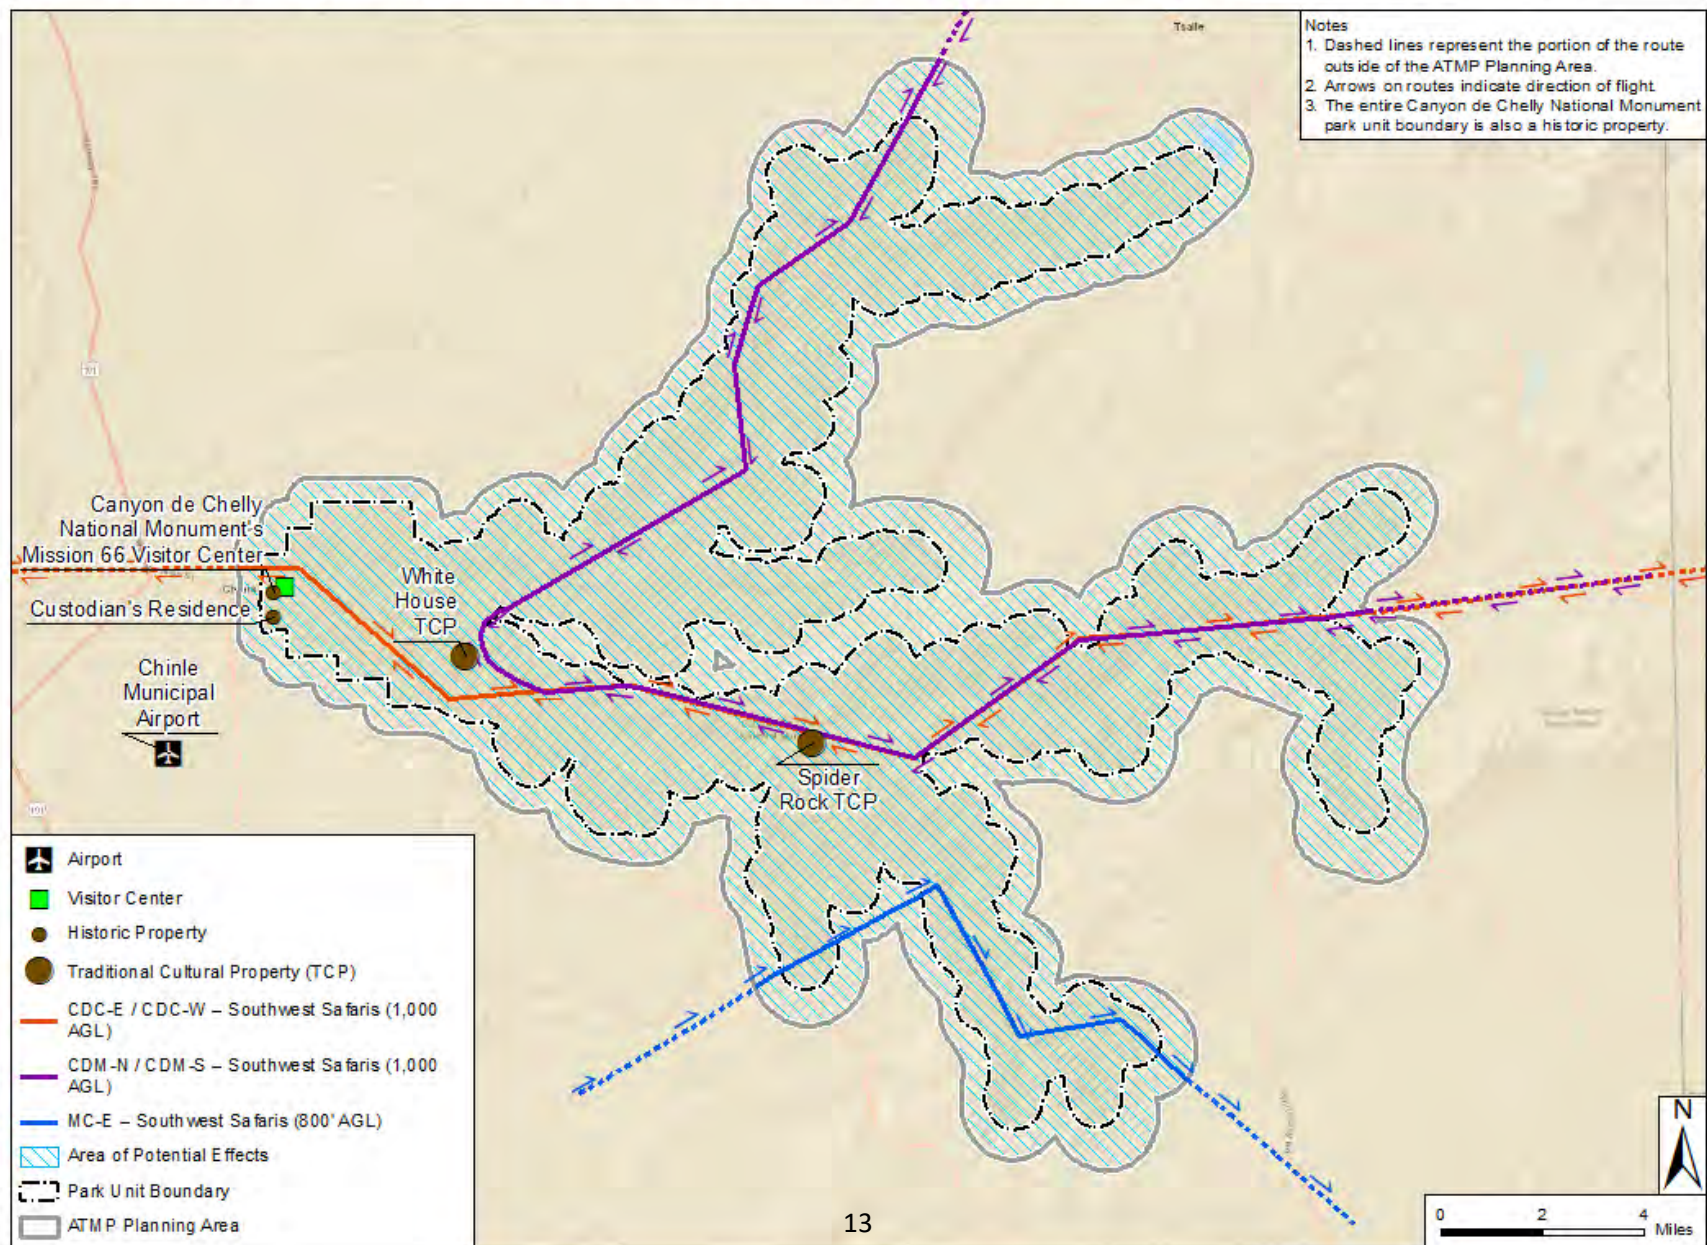 Tsaile
Notes
1. Dashed lines represent the portion of the route
outside of the ATMP Planning Area.
2. Arrows on routes indicate direction of flight.
3. The entire Canyon de Chelly National Monument
park unit boundary is also a historic property.
191
Canyon de Chelly
National Monument's
Mission 66 Visitor Center
Custodian's Residence
White
House
TCP
Chinle
Municipal
Airport
Spider
Rock TCP
191
Airport
Visitor Center
Historic Property
Traditional Cultural Property (TCP)
CDC-E / CDC-W – Southwest Safaris (1,000
AGL)
CDM-N / CDM-S – Southwest Safaris (1,000
AGL)
MC-E – Southwest Safaris (800' AGL)
Area of Potential Effects
Park Unit Boundary
ATMP Planning Area
13
N
0 2 4
Miles